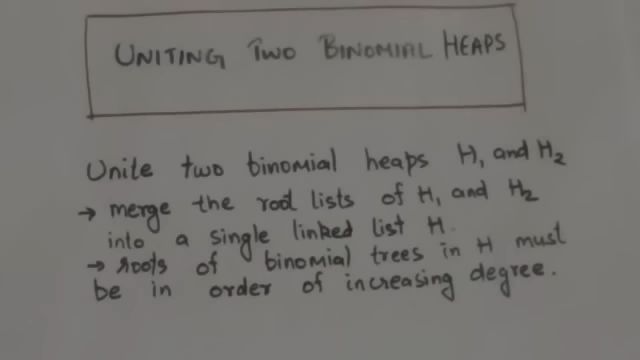 UNITING TWO BINOMIAL HEAPS
Unite two binomial heaps H₁ and H₂
→ merge the root lists of H₁ and H₂
into a single linked list H.
→ roots of binomial trees in H must
be in order of increasing degree.